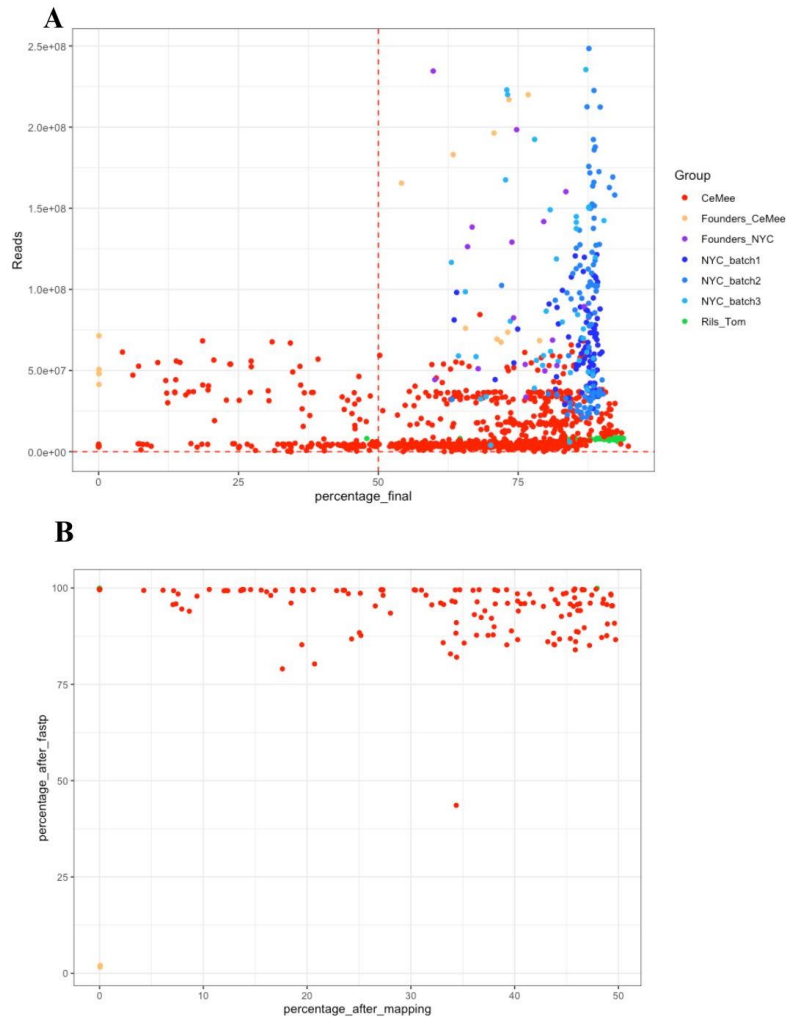 A
2.5e+08
2.0e+08
1.5e+08
1.0e+08
5.0e+07
0.0e+00
Reads
0
25
50
75
percentage_final
Group
CeMee
Founders_CeMee
Founders_NYC
NYC_batch1
NYC_batch2
NYC_batch3
Rils_Tom
B
100
75
50
25
0
percentage_after_fastp
0
10
20
30
40
50
percentage_after_mapping